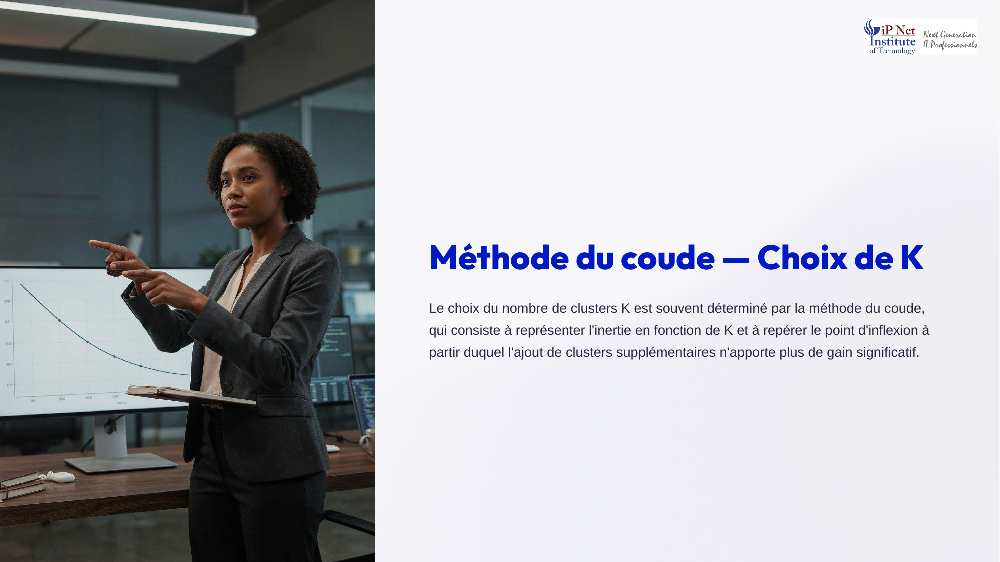 iP Net
Institute
of Technology
Next Generation
IT Professionnels
Méthode du coude — Choix de K
Le choix du nombre de clusters K est souvent déterminé par la méthode du coude,
qui consiste à représenter l'inertie en fonction de K et à repérer le point d'inflexion à
partir duquel l'ajout de clusters supplémentaires n'apporte plus de gain significatif.